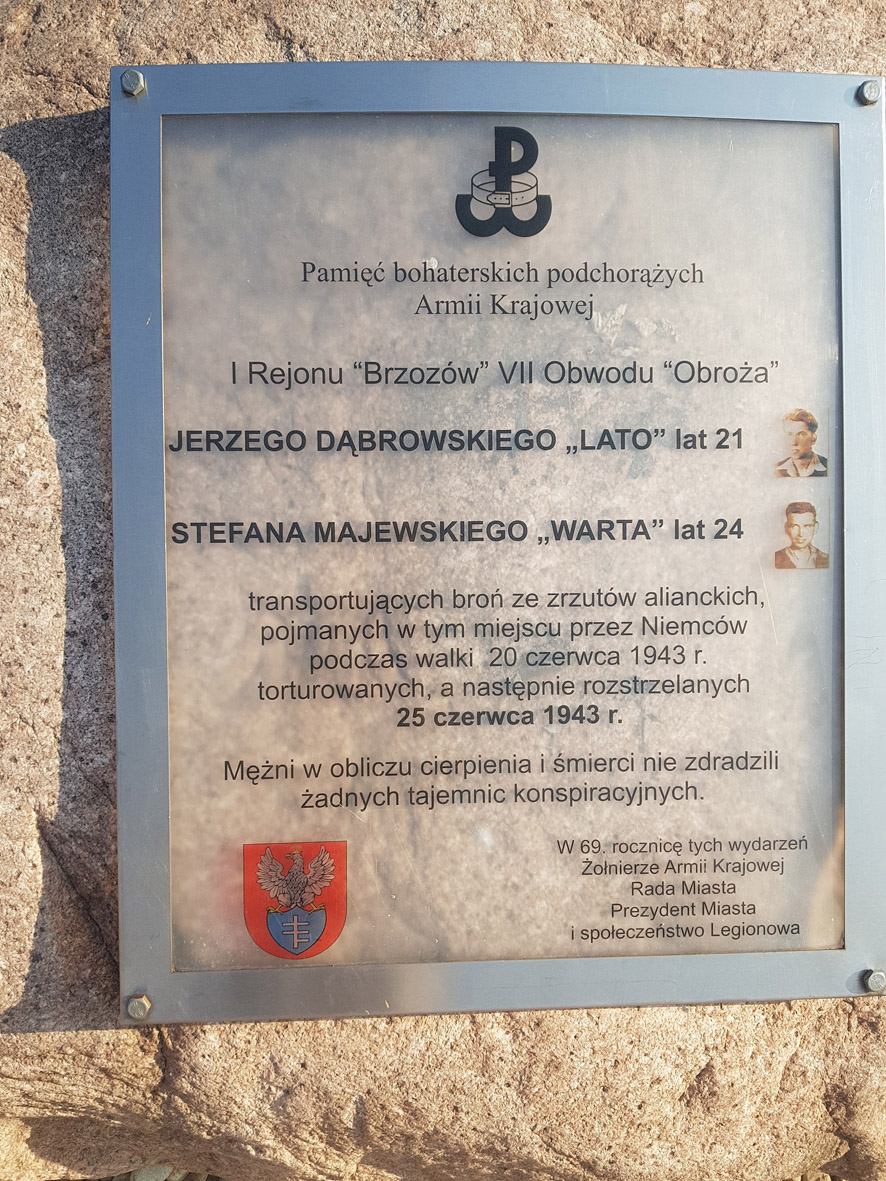 Pamięć bohaterskich podchorążych
Armii Krajowej
I Rejonu “Brzozów” VII Obwodu “Obroża”
JERZEGO DĄBROWSKIEGO „LATO” lat 21
STEFANA MAJEWSKIEGO „WARTA” lat 24
transportujących broń ze zrzutów alianckich,
pojmanych w tym miejscu przez Niemców
podczas walki 20 czerwca 1943 r.
torturowanych, a następnie rozstrzelanych
25 czerwca 1943 r.
Mężni w obliczu cierpienia i śmierci nie zdradzili
żadnych tajemnic konspiracyjnych.
W 69. rocznicę tych wydarzeń
Żołnierze Armii Krajowej
Rada Miasta
Prezydent Miasta
i społeczeństwo Legionowa